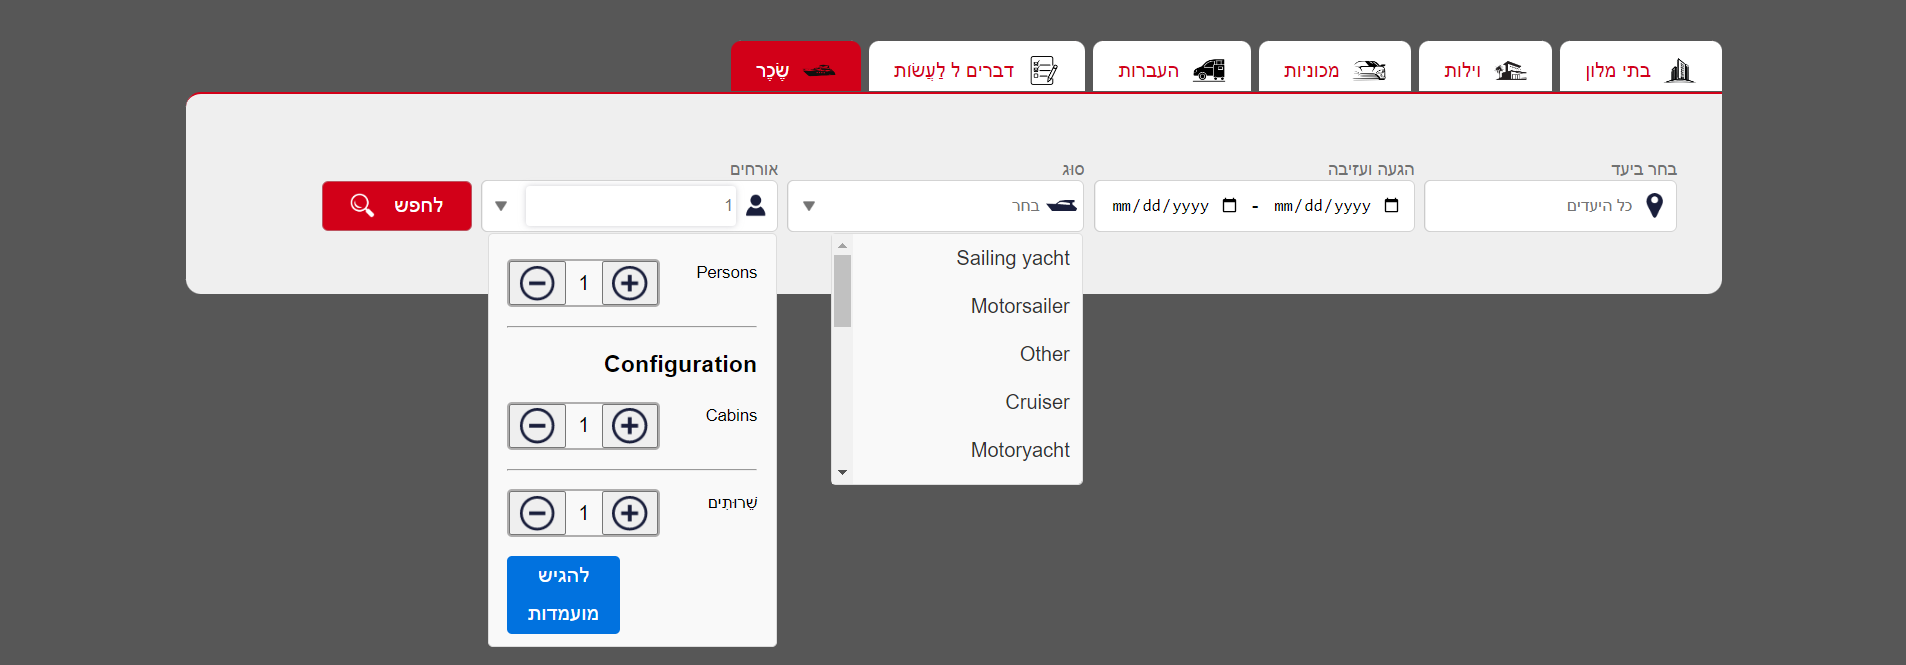 בתי מלון
וילות
מכוניות
העברות
דברים ל לַעֲשׂוֹת
שֶׂכֶר
בחר ביעד
כל היעדים
הגעה ועזיבה
mm/dd/yyyy - mm/dd/yyyy
סוּג
בחר
אורחים
1
לחפש
Sailing yacht
Motorsailer
Other
Cruiser
Motoryacht
Persons
1
Configuration
Cabins
1
שֵׁרוּתִים
1
להגיש
מועמדות